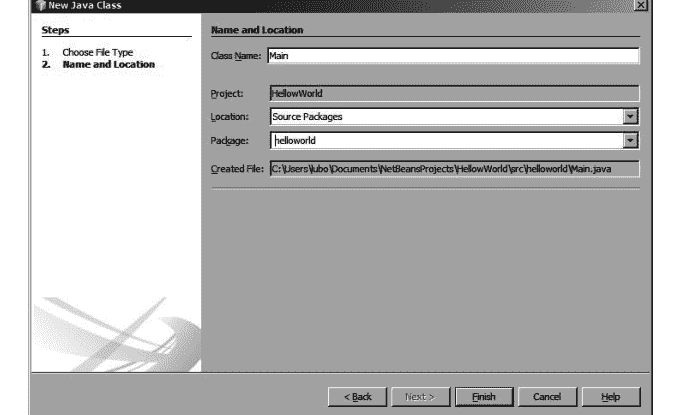 New Java Class
Steps
1. Choose File Type
2. Name and Location
Name and Location
Class Name: Main
Project: HellowWorld
Location: Source Packages
Package: helloworld
Created File: C:\Users\lubo\Documents\NetBeansProjects\HellowWorld\src\helloworld\Main.java
< Back Next > Finish Cancel Help